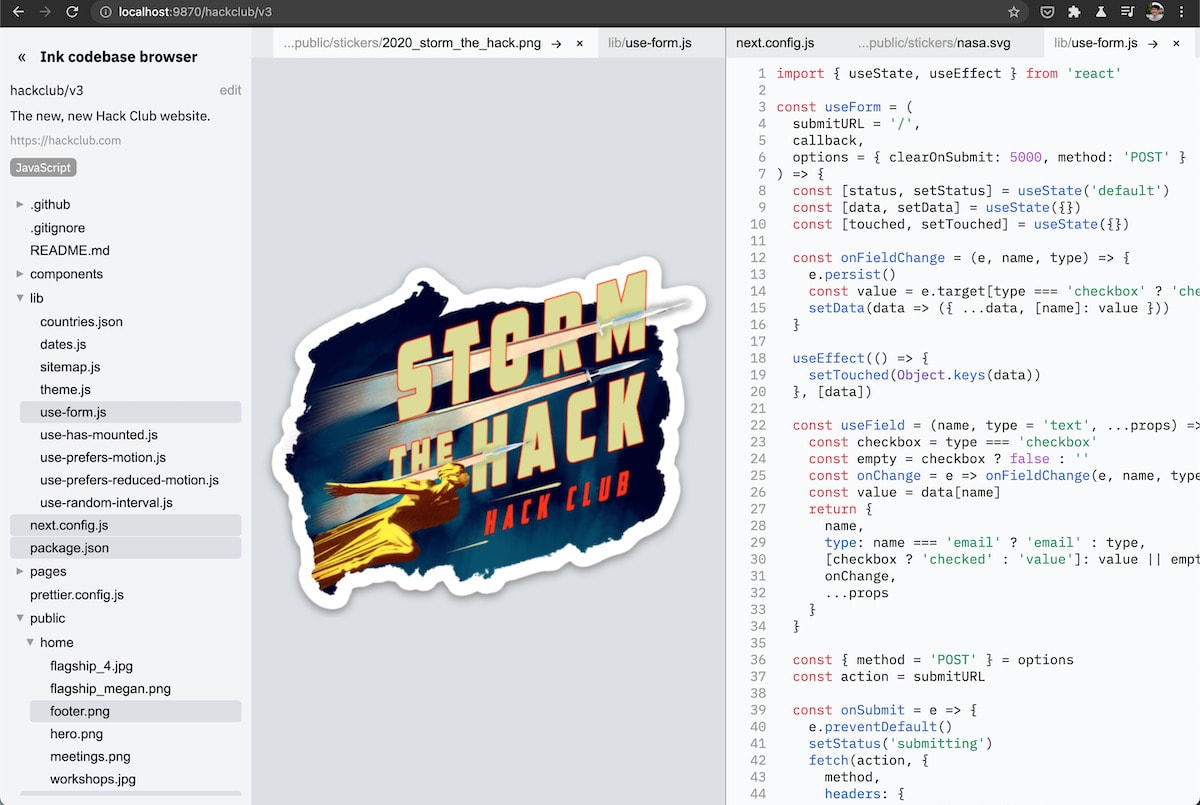 localhost:9870/hackclub/v3
« Ink codebase browser
hackclub/v3 edit
The new, new Hack Club website.
https://hackclub.com
JavaScript
.github
.gitignore
README.md
components
lib
countries.json
dates.js
sitemap.js
theme.js
use-form.js
use-has-mounted.js
use-prefers-motion.js
use-prefers-reduced-motion.js
use-random-interval.js
next.config.js
package.json
pages
prettier.config.js
public
home
flagship_4.jpg
flagship_megan.png
footer.png
hero.png
meetings.png
workshops.jpg
...public/stickers/2020_storm_the_hack.png → × lib/use-form.js
STORM
THE HACK
HACK CLUB
next.config.js ...public/stickers/nasa.svg lib/use-form.js → ×
1 import { useState, useEffect } from 'react'
2
3 const useForm = (
4 submitURL = '/',
5 callback,
6 options = { clearOnSubmit: 5000, method: 'POST' }
7 ) => {
8 const [status, setStatus] = useState('default')
9 const [data, setData] = useState({})
10 const [touched, setTouched] = useState({})
11
12 const onFieldChange = (e, name, type) => {
13 e.persist()
14 const value = e.target[type === 'checkbox' ? 'che
15 setData(data => ({ ...data, [name]: value }))
16 }
17
18 useEffect(() => {
19 setTouched(Object.keys(data))
20 }, [data])
21
22 const useField = (name, type = 'text', ...props) =>
23 const checkbox = type === 'checkbox'
24 const empty = checkbox ? false : ''
25 const onChange = e => onFieldChange(e, name, type
26 const value = data[name]
27 return {
28 name,
29 type: name === 'email' ? 'email' : type,
30 [checkbox ? 'checked' : 'value']: value || empt
31 onChange,
32 ...props
33 }
34 }
35
36 const { method = 'POST' } = options
37 const action = submitURL
38
39 const onSubmit = e => {
40 e.preventDefault()
41 setStatus('submitting')
42 fetch(action, {
43 method,
44 headers: {